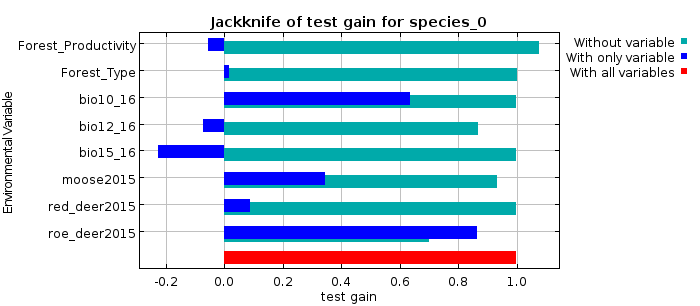 Jackknife of test gain for species_0
Environmental Variable
Forest_Productivity
Forest_Type
bio10_16
bio12_16
bio15_16
moose2015
red_deer2015
roe_deer2015
Without variable
With only variable
With all variables
-0.2 0.0 0.2 0.4 0.6 0.8 1.0
test gain